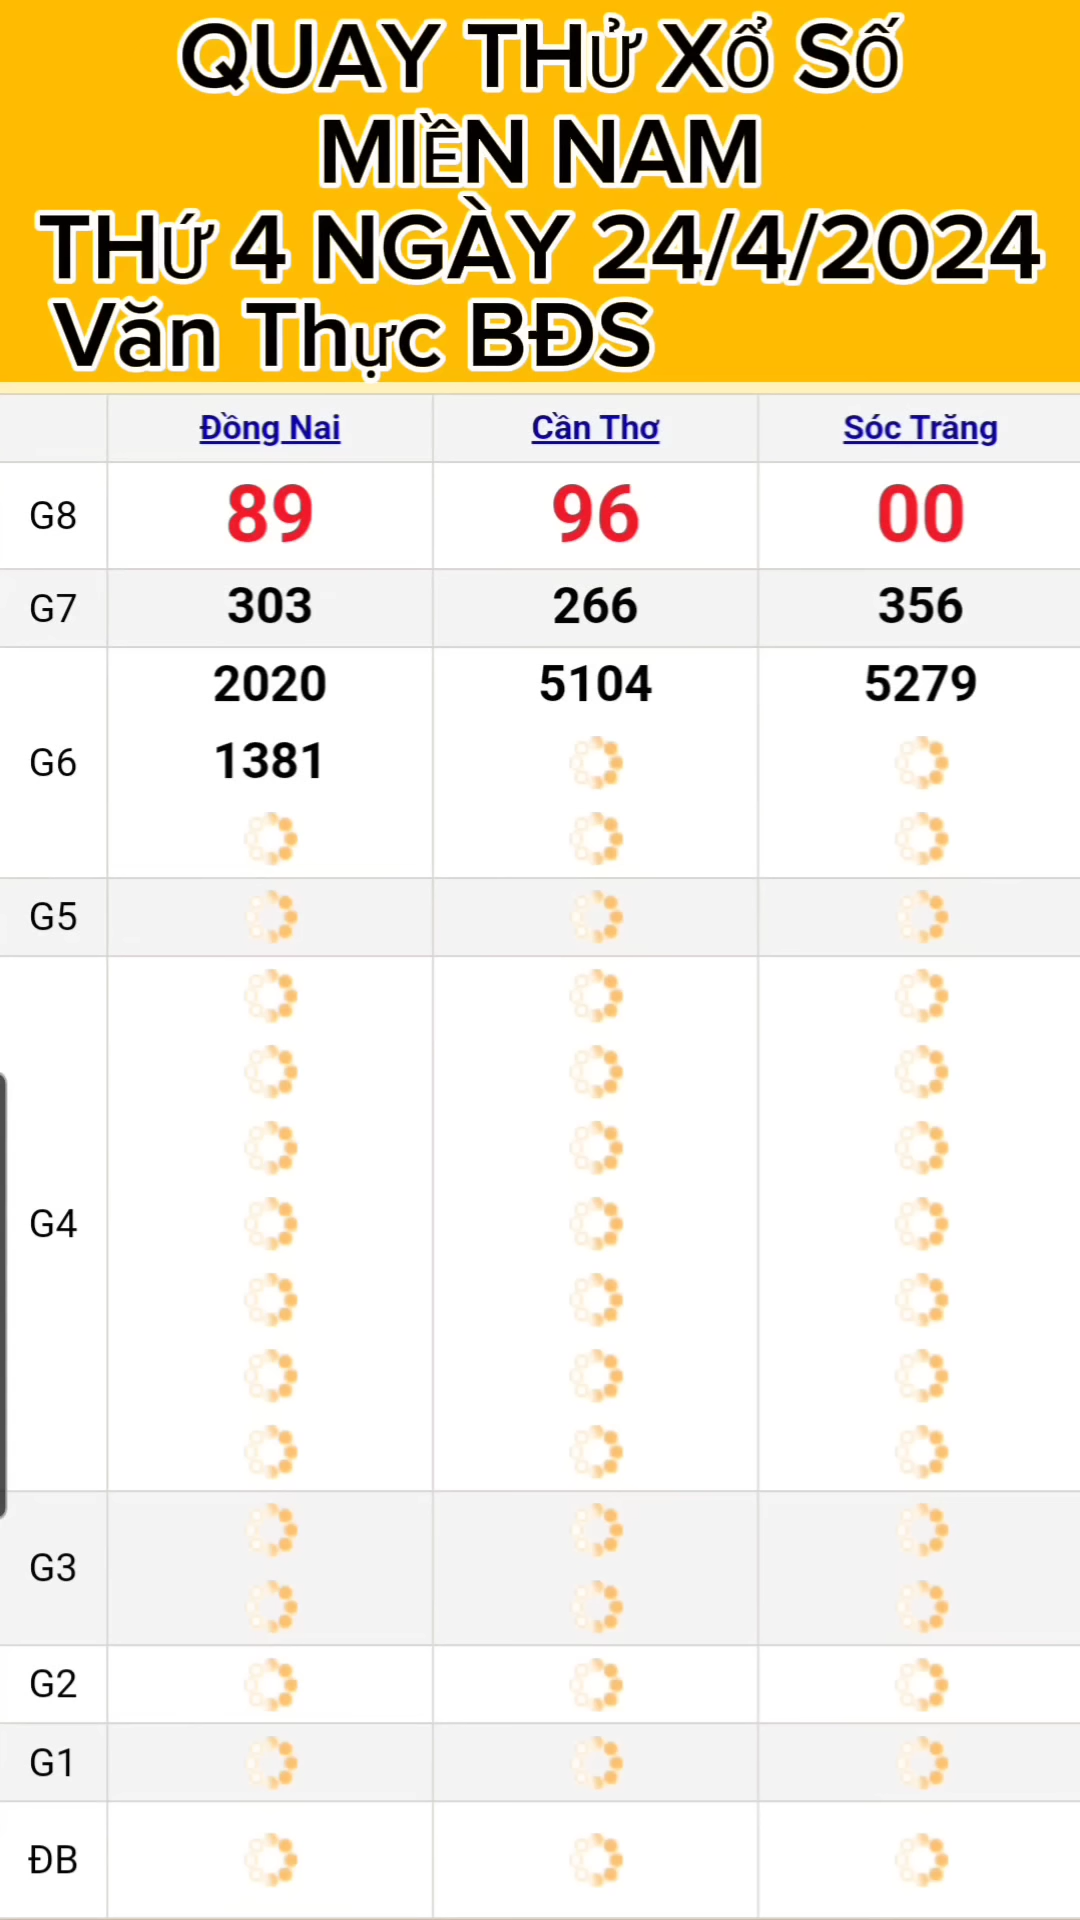 QUAY THỬ XỔ SỐ
MIỀN NAM
THỨ 4 NGÀY 24/4/2024
Văn Thực BĐS
Đồng Nai Cần Thơ Sóc Trăng
G8 89 96 00
G7 303 266 356
2020 5104 5279
G6 1381
G5
G4
G3
G2
G1
ĐB